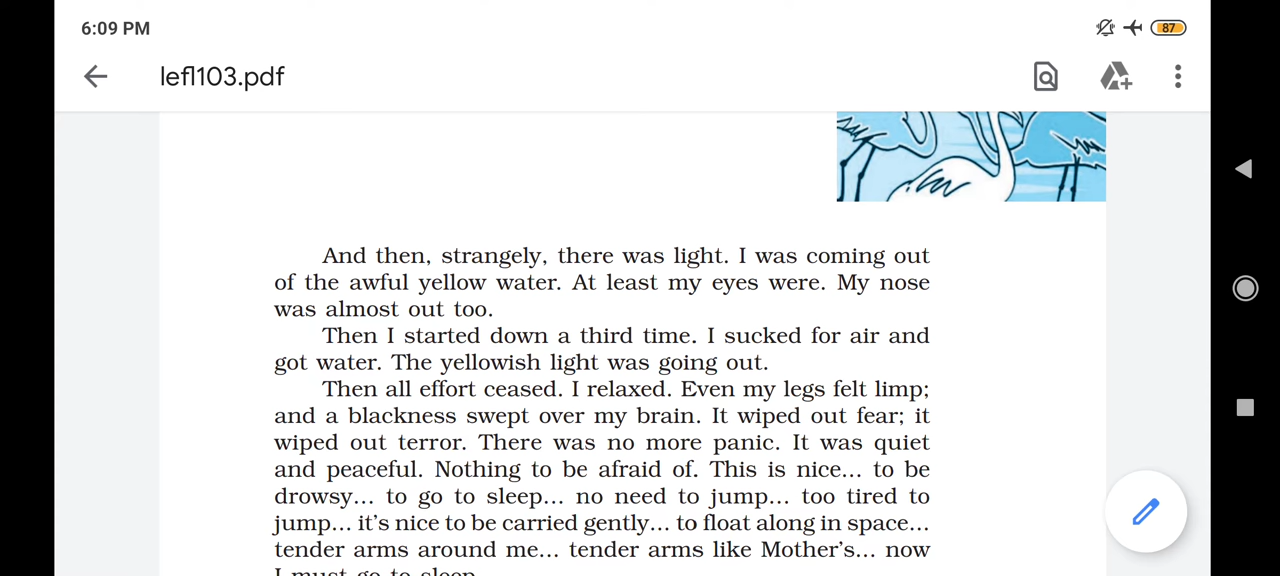 6:09 PM
87
lefl103.pdf
And then, strangely, there was light. I was coming out
of the awful yellow water. At least my eyes were. My nose
was almost out too.
Then I started down a third time. I sucked for air and
got water. The yellowish light was going out.
Then all effort ceased. I relaxed. Even my legs felt limp;
and a blackness swept over my brain. It wiped out fear; it
wiped out terror. There was no more panic. It was quiet
and peaceful. Nothing to be afraid of. This is nice... to be
drowsy... to go to sleep... no need to jump... too tired to
jump... it's nice to be carried gently... to float along in space...
tender arms around me... tender arms like Mother's... now
I must go to sleep